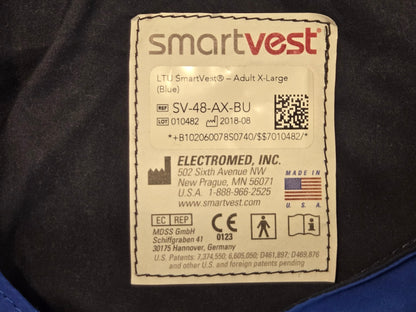 smartvest®
LTU SmartVest® – Adult X-Large
(Blue)
REF SV-48-AX-BU
LOT 010482 2018-08
*+B102060078S0740/$$7010482/*
ELECTROMED, INC.
502 Sixth Avenue NW
New Prague, MN 56071
U.S.A. 1-888-966-2525
www.smartvest.com
MADE IN
U.S.A.
EC REP
MDSS GmbH
Schiffgraben 41
30175 Hannover, Germany
CE
0123
U.S. Patents: 7,374,550; 6,605,050; D461,897; D469,876
and other U.S. and foreign patents pending